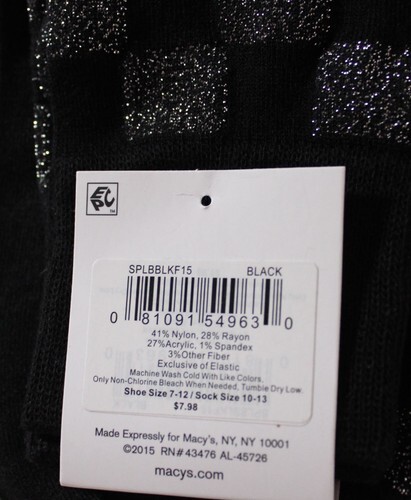 EPC™
SPLBBLKF15 BLACK
0 81091 54963 0
41% Nylon, 28% Rayon
27%Acrylic, 1% Spandex
3%Other Fiber
Exclusive of Elastic
Machine Wash Cold With Like Colors,
Only Non-Chlorine Bleach When Needed, Tumble Dry Low.
Shoe Size 7-12 / Sock Size 10-13
$7.98
Made Expressly for Macy's, NY, NY 10001
©2015 RN# 43476 AL-45726
macys.com